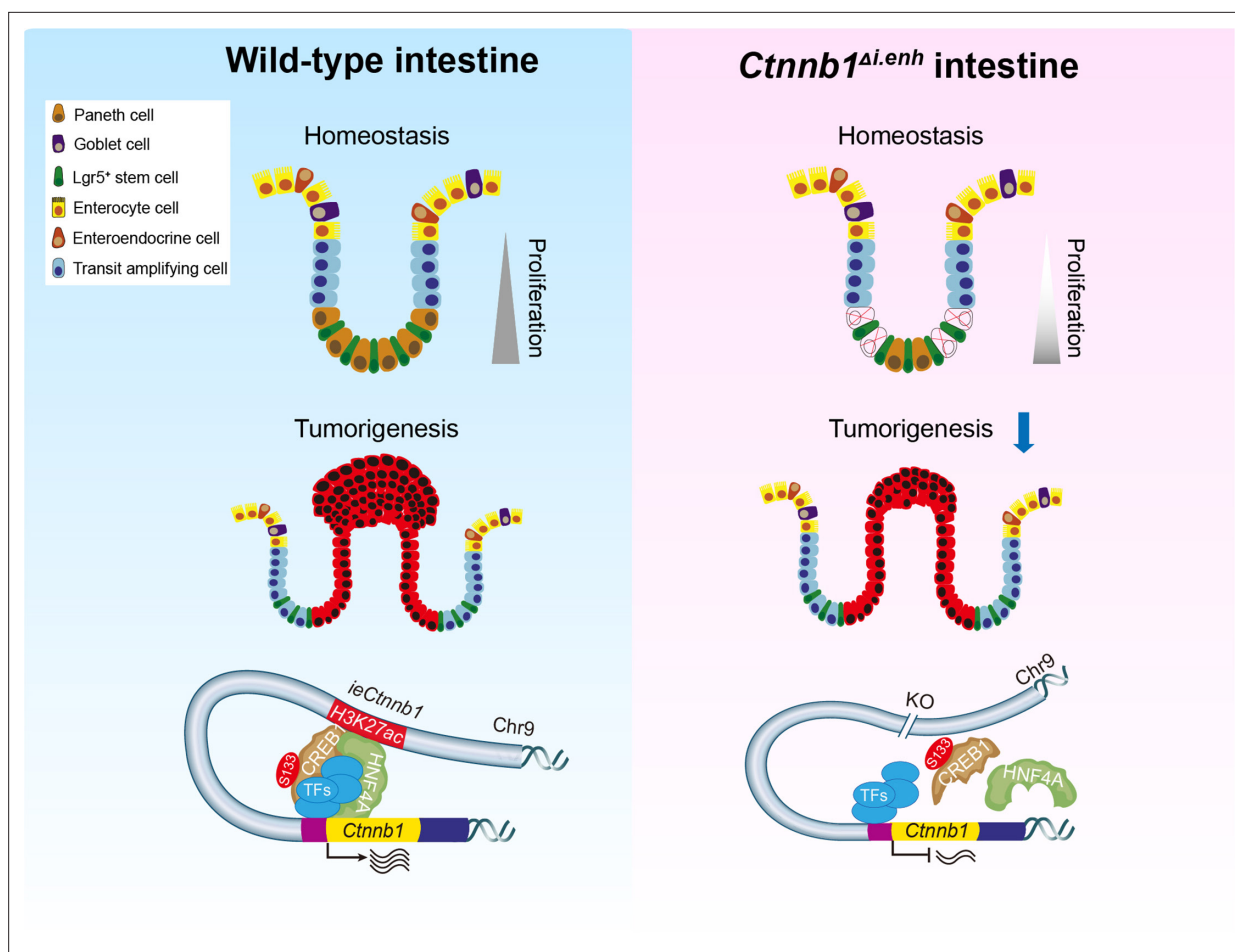 Wild-type intestine
Paneth cell
Goblet cell
Lgr5⁺ stem cell
Enterocyte cell
Enteroendocrine cell
Transit amplifying cell
Homeostasis
Proliferation
Tumorigenesis
ieCtnnb1
H3K27ac
Chr9
S133
CREB1
HNF4A
TFs
Ctnnb1
Ctnnb1Δi.enh intestine
Homeostasis
Proliferation
Tumorigenesis
Chr9
KO
S133
CREB1
HNF4A
TFs
Ctnnb1